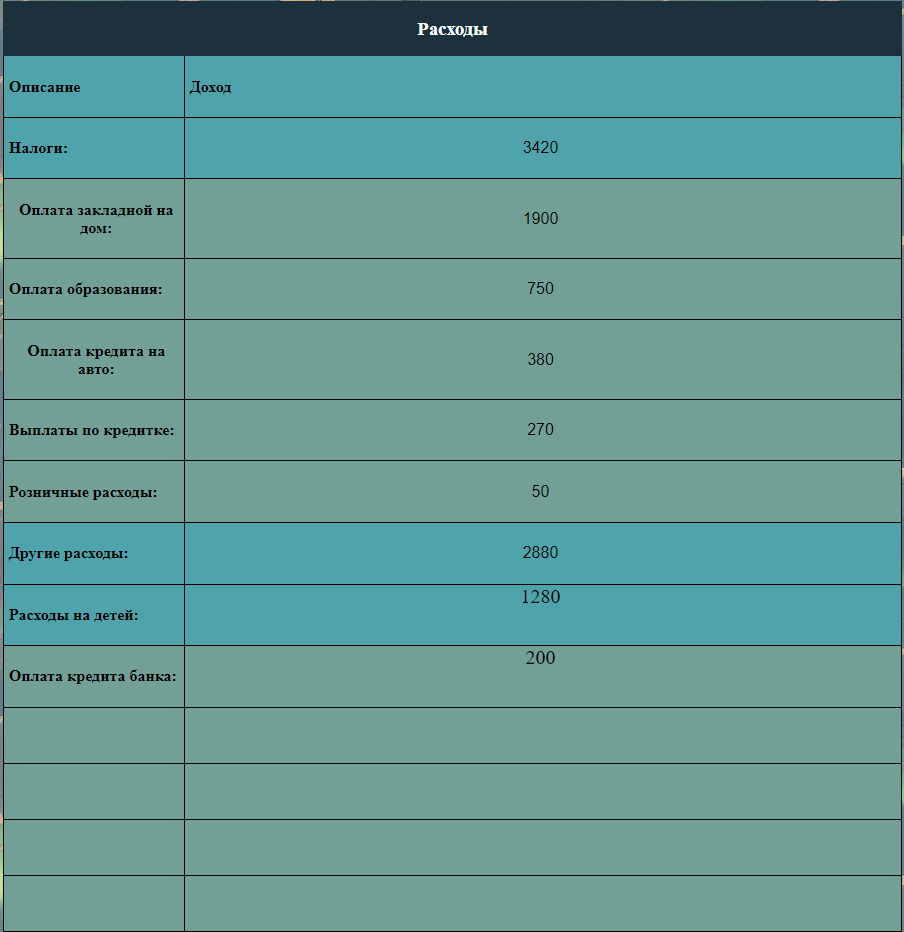 Расходы
Описание Доход
Налоги: 3420
Оплата закладной на
дом: 1900
Оплата образования: 750
Оплата кредита на
авто: 380
Выплаты по кредитке: 270
Розничные расходы: 50
Другие расходы: 2880
Расходы на детей: 1280
Оплата кредита банка: 200